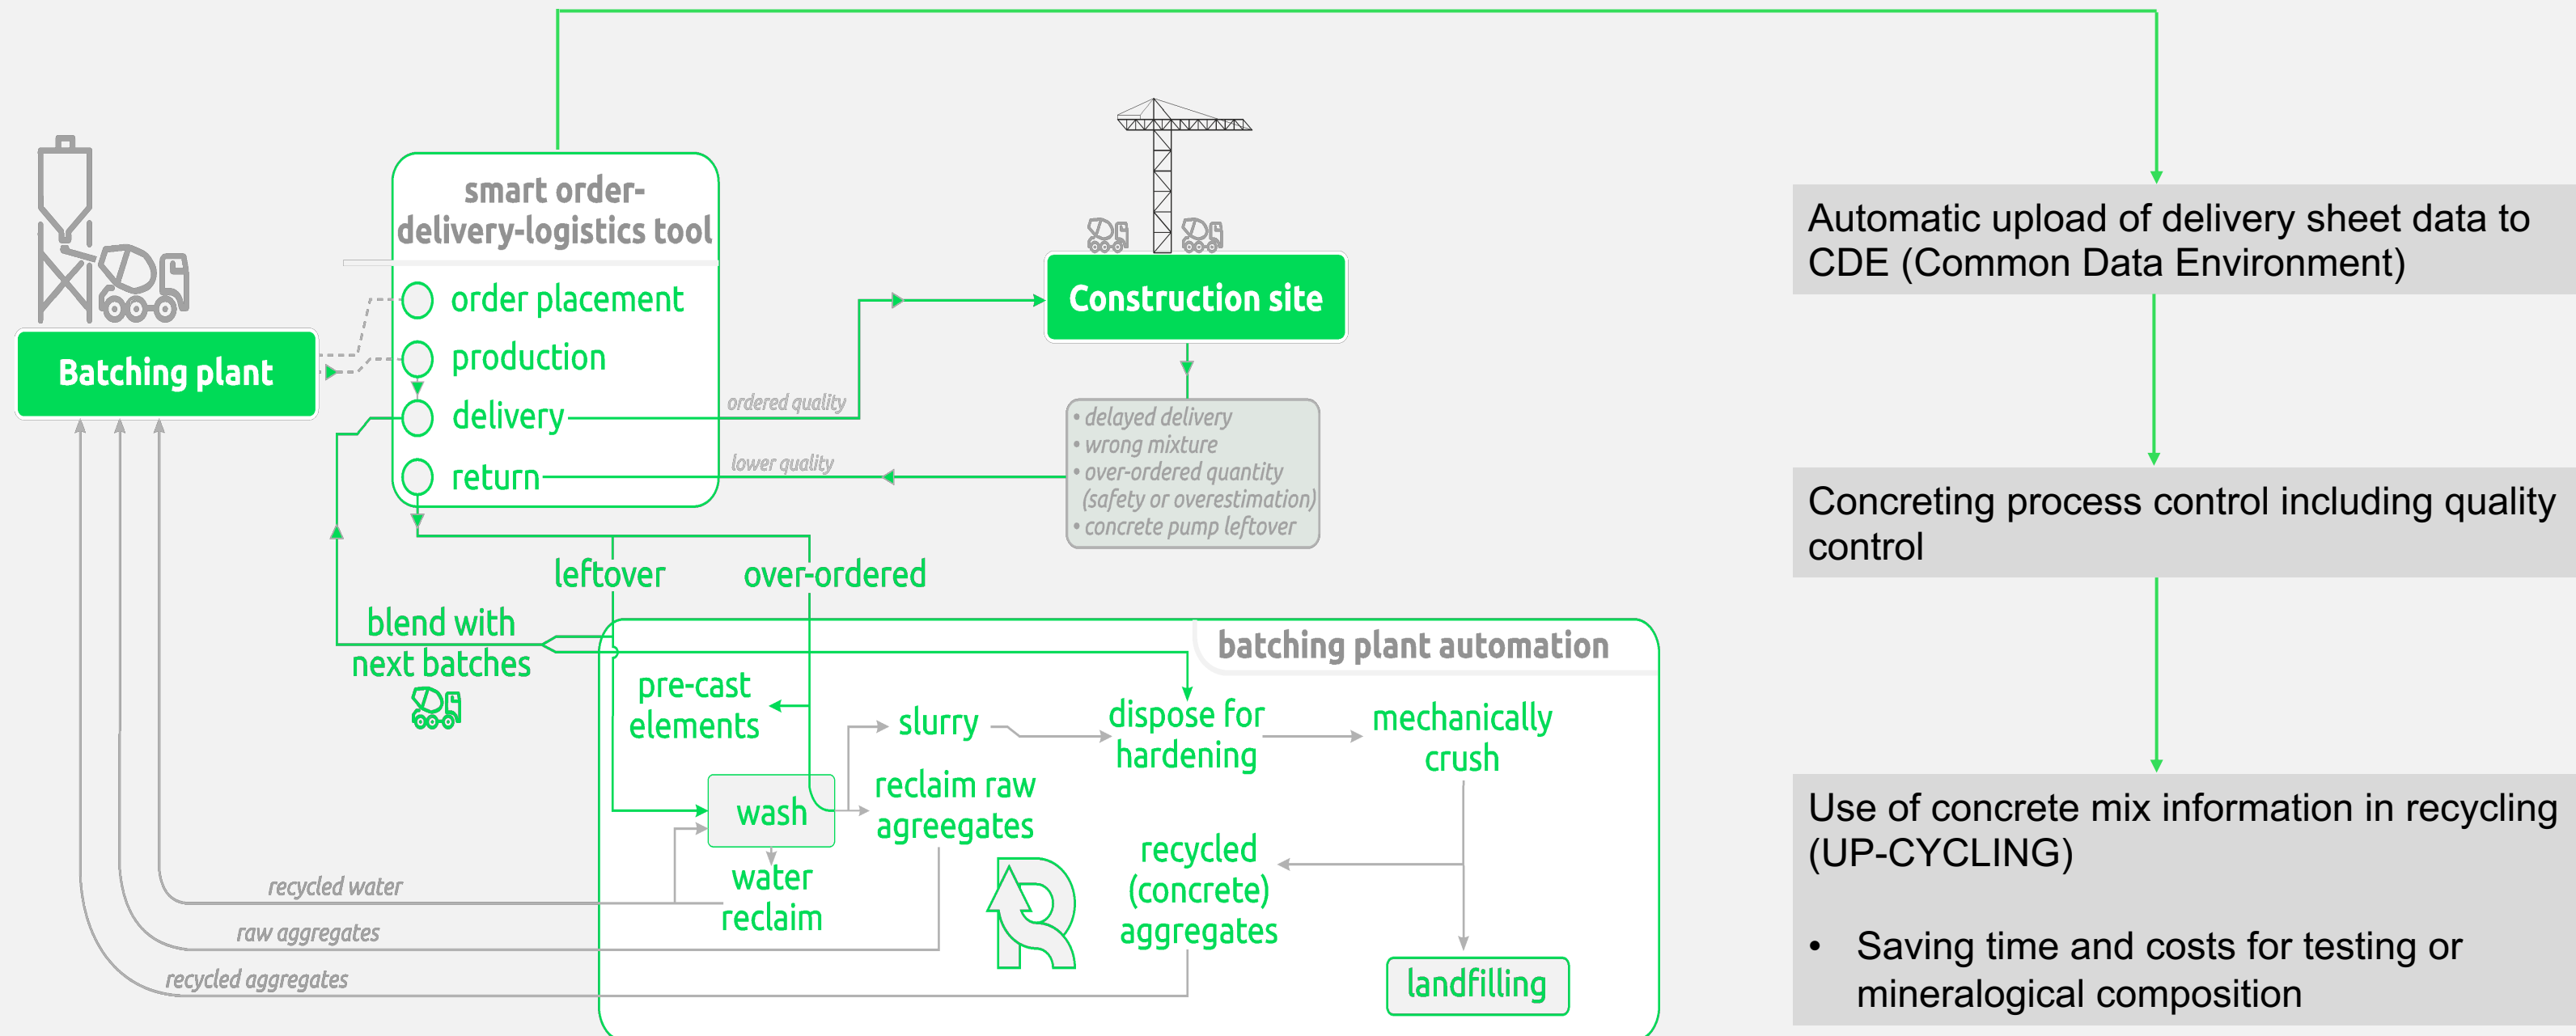 smart order-
delivery-logistics tool
order placement
production
delivery
return
Batching plant
ordered quality
lower quality
Construction site
• delayed delivery
• wrong mixture
• over-ordered quantity
(safety or overestimation)
• concrete pump leftover
leftover
over-ordered
blend with
next batches
batching plant automation
pre-cast
elements
slurry
dispose for
hardening
mechanically
crush
wash
reclaim raw
agreegates
water
reclaim
recycled
(concrete)
aggregates
landfilling
recycled water
raw aggregates
recycled aggregates
Automatic upload of delivery sheet data to
CDE (Common Data Environment)
Concreting process control including quality
control
Use of concrete mix information in recycling
(UP-CYCLING)
• Saving time and costs for testing or
mineralogical composition